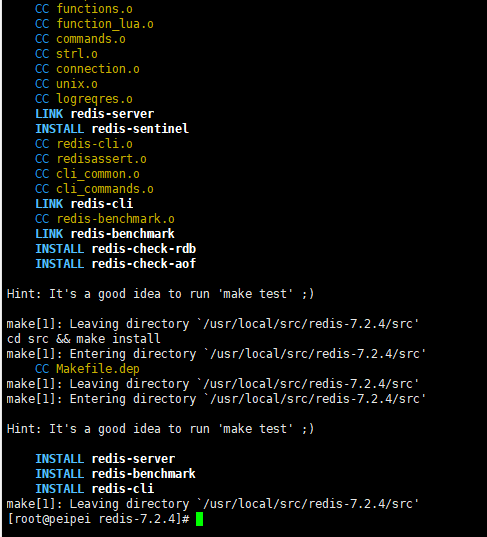 CC functions.o
CC function_lua.o
CC commands.o
CC strl.o
CC connection.o
CC unix.o
CC logreqres.o
LINK redis-server
INSTALL redis-sentinel
CC redis-cli.o
CC redisassert.o
CC cli_common.o
CC cli_commands.o
LINK redis-cli
CC redis-benchmark.o
LINK redis-benchmark
INSTALL redis-check-rdb
INSTALL redis-check-aof
Hint: It's a good idea to run 'make test' ;)
make[1]: Leaving directory `/usr/local/src/redis-7.2.4/src'
cd src && make install
make[1]: Entering directory `/usr/local/src/redis-7.2.4/src'
CC Makefile.dep
make[1]: Leaving directory `/usr/local/src/redis-7.2.4/src'
make[1]: Entering directory `/usr/local/src/redis-7.2.4/src'
Hint: It's a good idea to run 'make test' ;)
INSTALL redis-server
INSTALL redis-benchmark
INSTALL redis-cli
make[1]: Leaving directory `/usr/local/src/redis-7.2.4/src'
[root@peipei redis-7.2.4]#